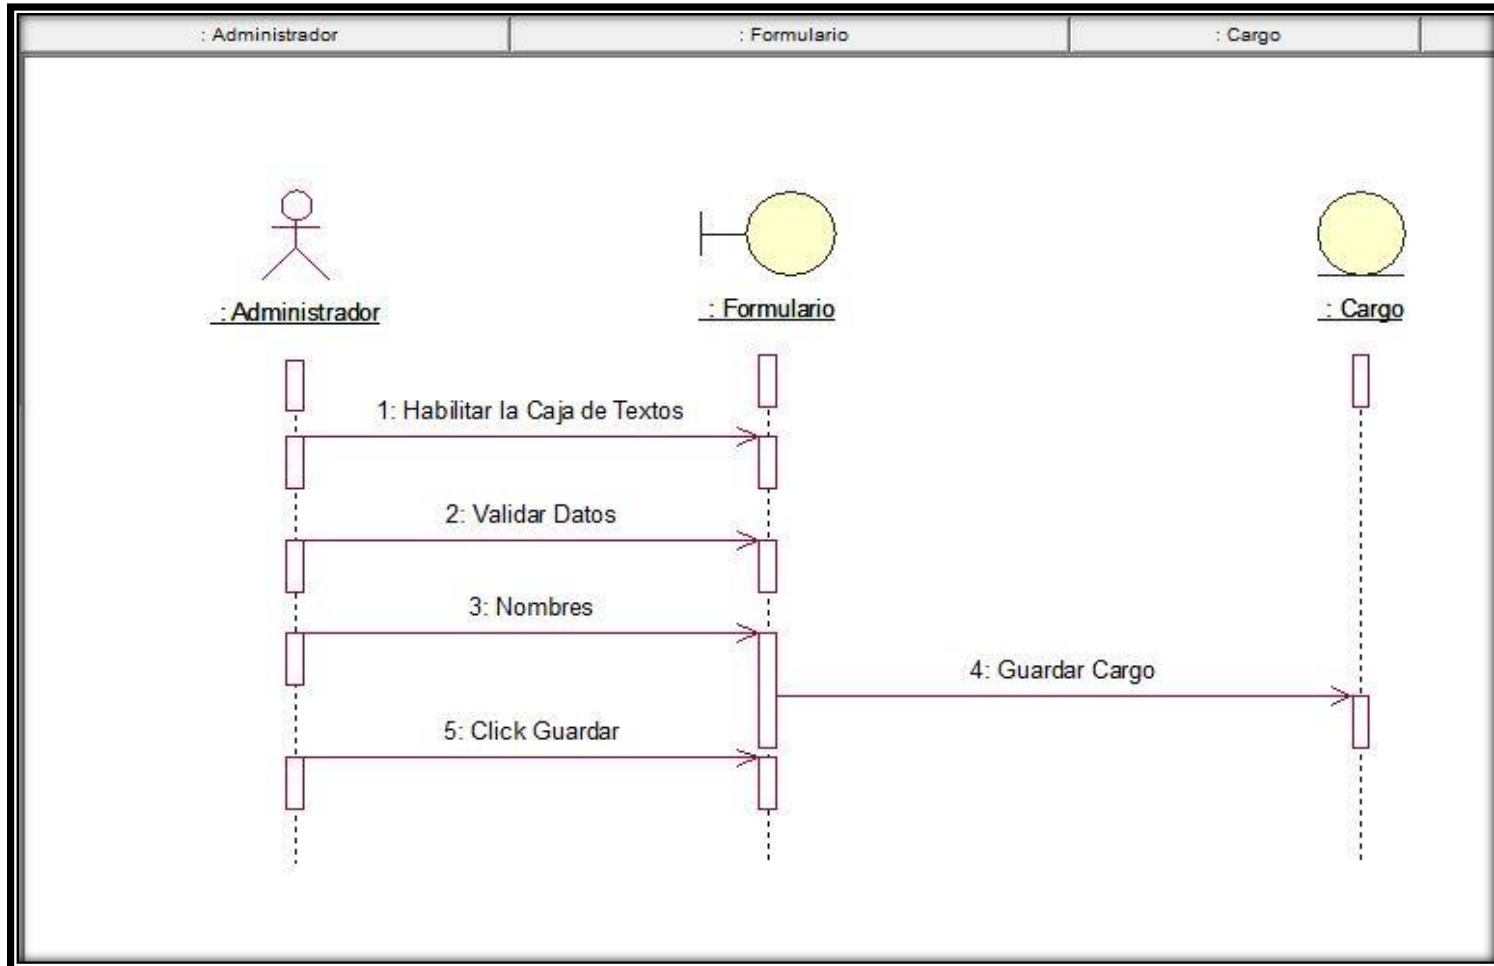 : Administrador
: Formulario
: Cargo
: Administrador
: Formulario
: Cargo
1: Habilitar la Caja de Textos
2: Validar Datos
3: Nombres
4: Guardar Cargo
5: Click Guardar